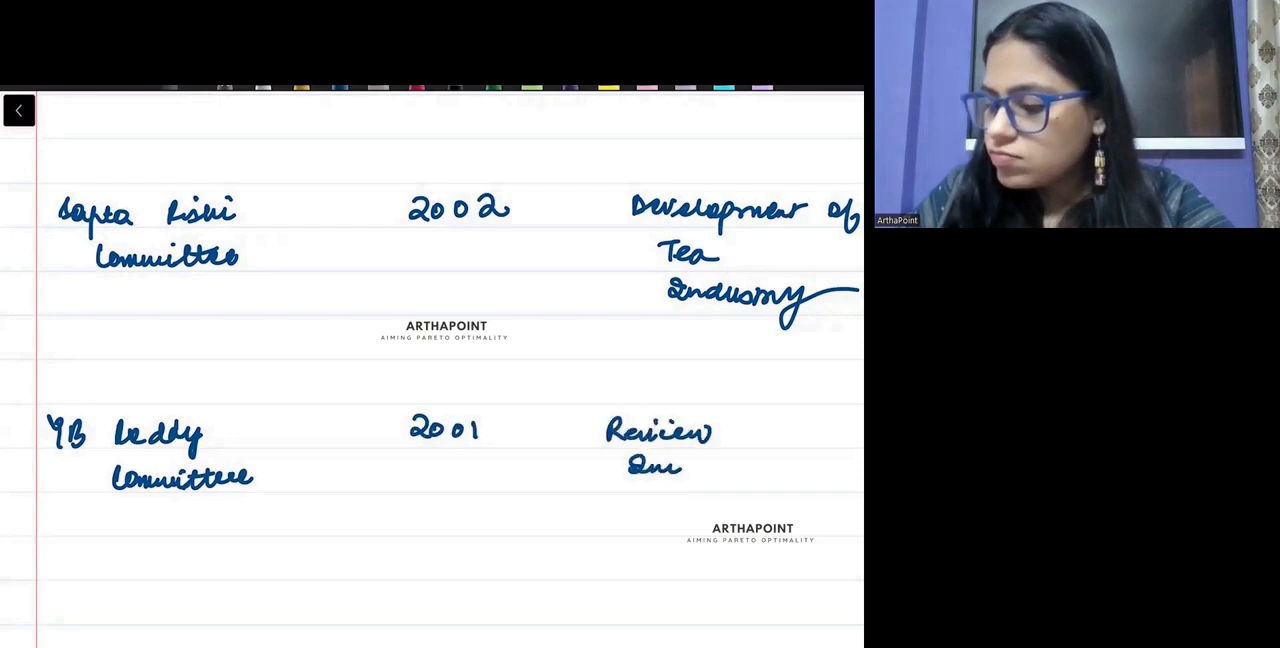 Sapta Rishi 2002 Development of
Committee Tea
Industry
ARTHAPOINT
AIMING PARETO OPTIMALITY
YB Reddy 2001 Review
Committee
ARTHAPOINT
AIMING PARETO OPTIMALITY
ArthaPoint